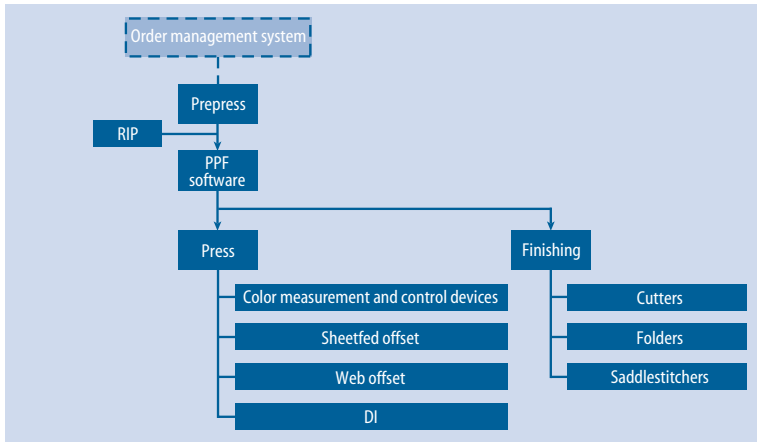 Order management system
Prepress
RIP
PPF
software
Press
Finishing
Color measurement and control devices
Cutters
Sheetfed offset
Folders
Web offset
Saddlestitchers
DI